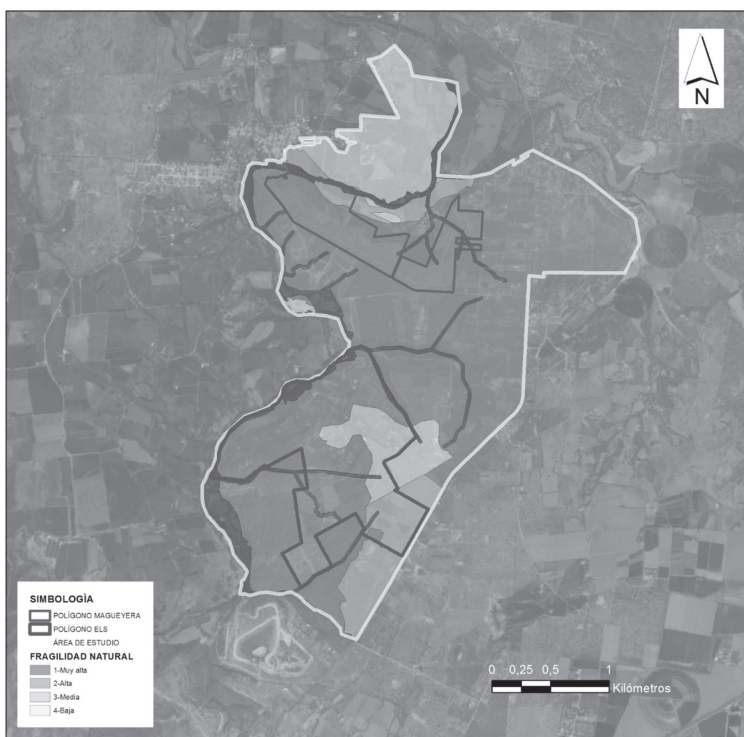 N
SIMBOLOGÌA
POLÍGONO MAGUEYERA
POLÍGONO ELS
ÁREA DE ESTUDIO
FRAGILIDAD NATURAL
1-Muy alta
2-Alta
3-Media
4-Baja
0 0,25 0,5 1
Kilómetros